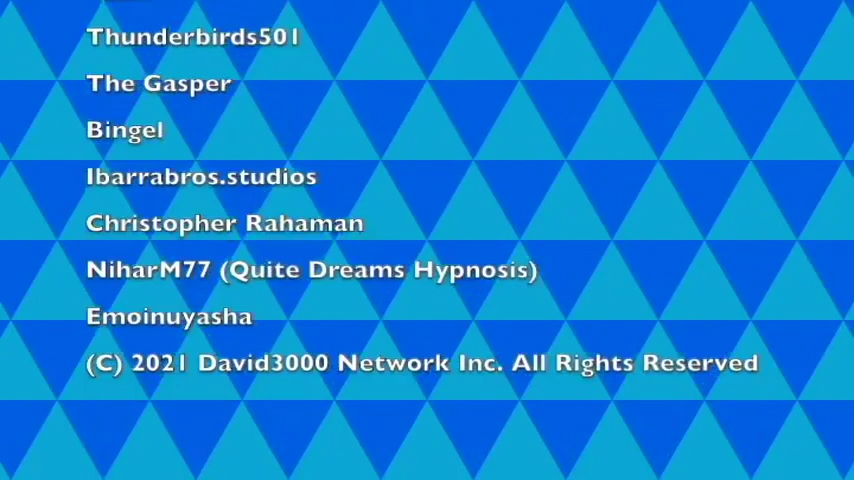 Thunderbirds501
The Gasper
Bingel
Ibarrabros.studios
Christopher Rahaman
NiharM77 (Quite Dreams Hypnosis)
Emoinuyasha
(C) 2021 David3000 Network Inc. All Rights Reserved